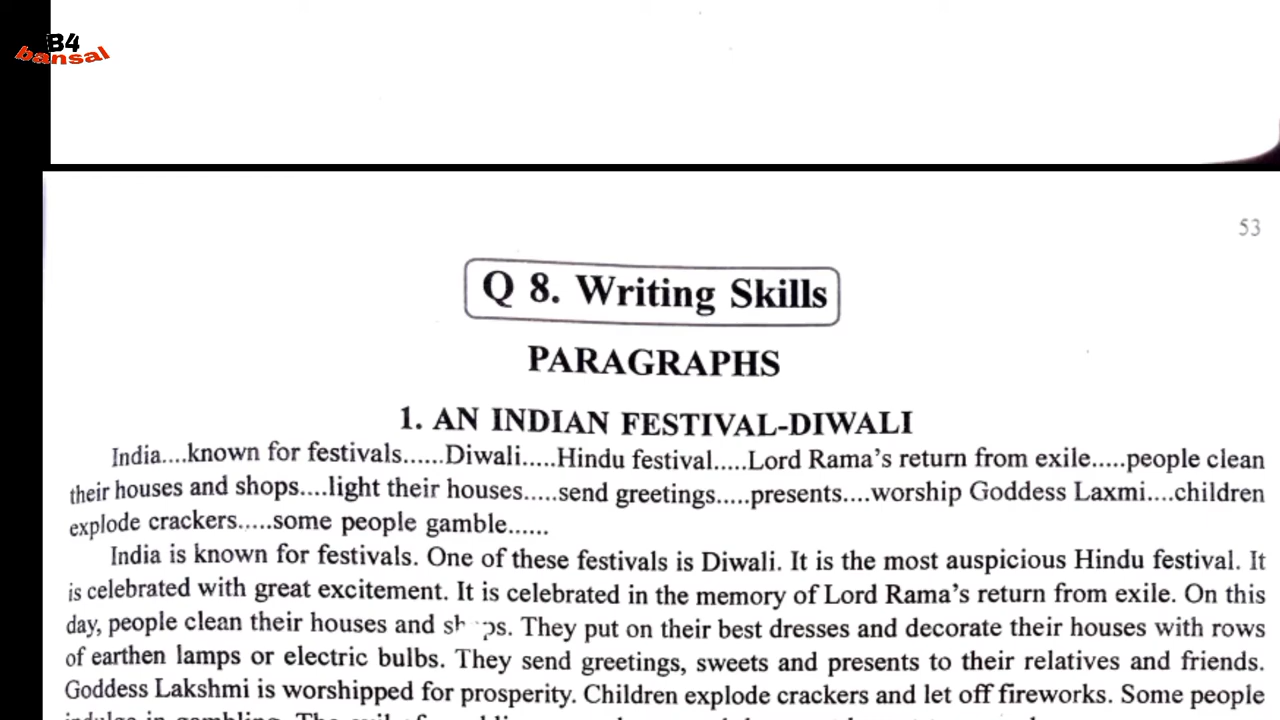 B4
bansal
53
Q 8. Writing Skills
PARAGRAPHS
1. AN INDIAN FESTIVAL-DIWALI
India....known for festivals......Diwali.....Hindu festival.....Lord Rama's return from exile.....people clean
their houses and shops....light their houses.....send greetings.....presents....worship Goddess Laxmi....children
explode crackers.....some people gamble......
India is known for festivals. One of these festivals is Diwali. It is the most auspicious Hindu festival. It
is celebrated with great excitement. It is celebrated in the memory of Lord Rama's return from exile. On this
day, people clean their houses and shops. They put on their best dresses and decorate their houses with rows
of earthen lamps or electric bulbs. They send greetings, sweets and presents to their relatives and friends.
Goddess Lakshmi is worshipped for prosperity. Children explode crackers and let off fireworks. Some people
indulge in gambling. The evil of